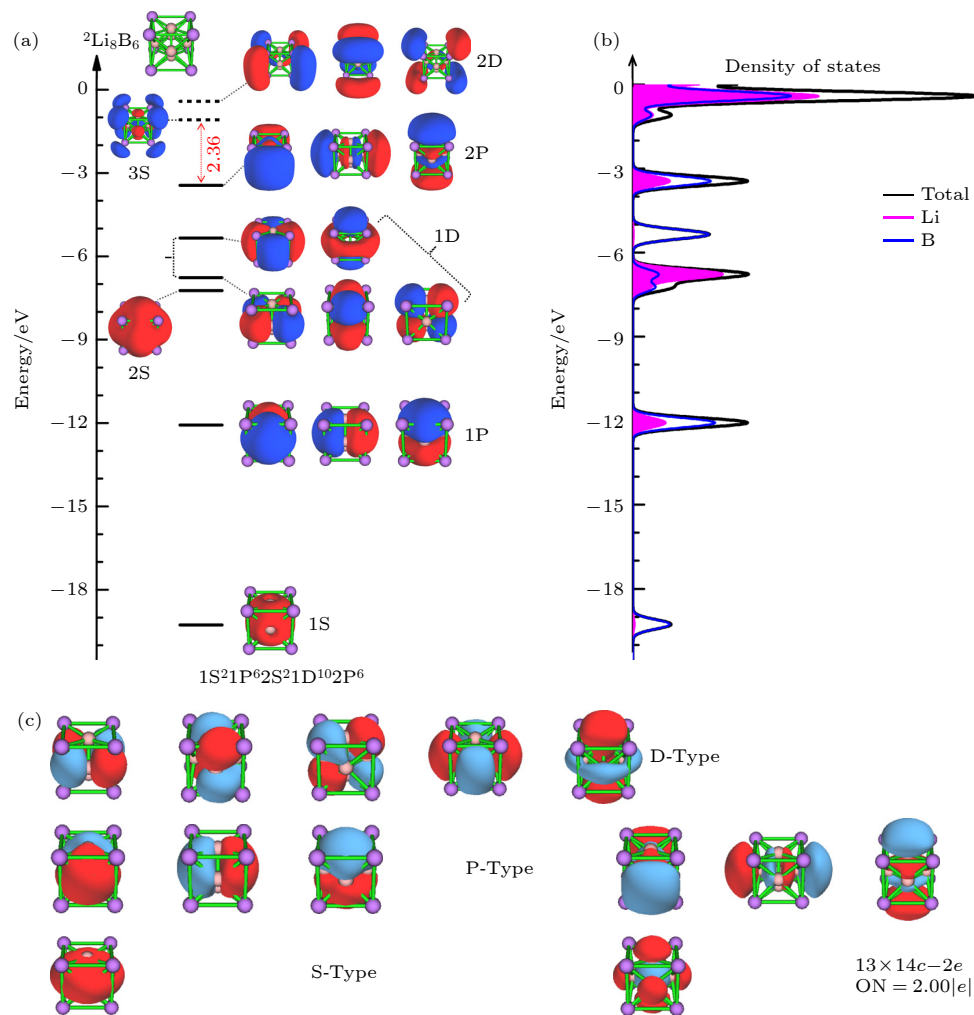 (a)
²Li₈B₆
2D
0
3S
2.36
2P
−3
1D
−6
2S
−9
1P
−12
−15
−18
1S
Energy/eV
1S²1P⁶2S²1D¹⁰2P⁶
(b)
Density of states
0
−3
Total
Li
B
−6
−9
−12
−15
−18
Energy/eV
(c)
D-Type
P-Type
S-Type
13×14c−2e
ON = 2.00|e|